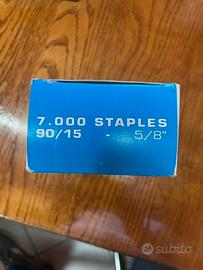 7.000 STAPLES
90/15 - 5/8"
subito